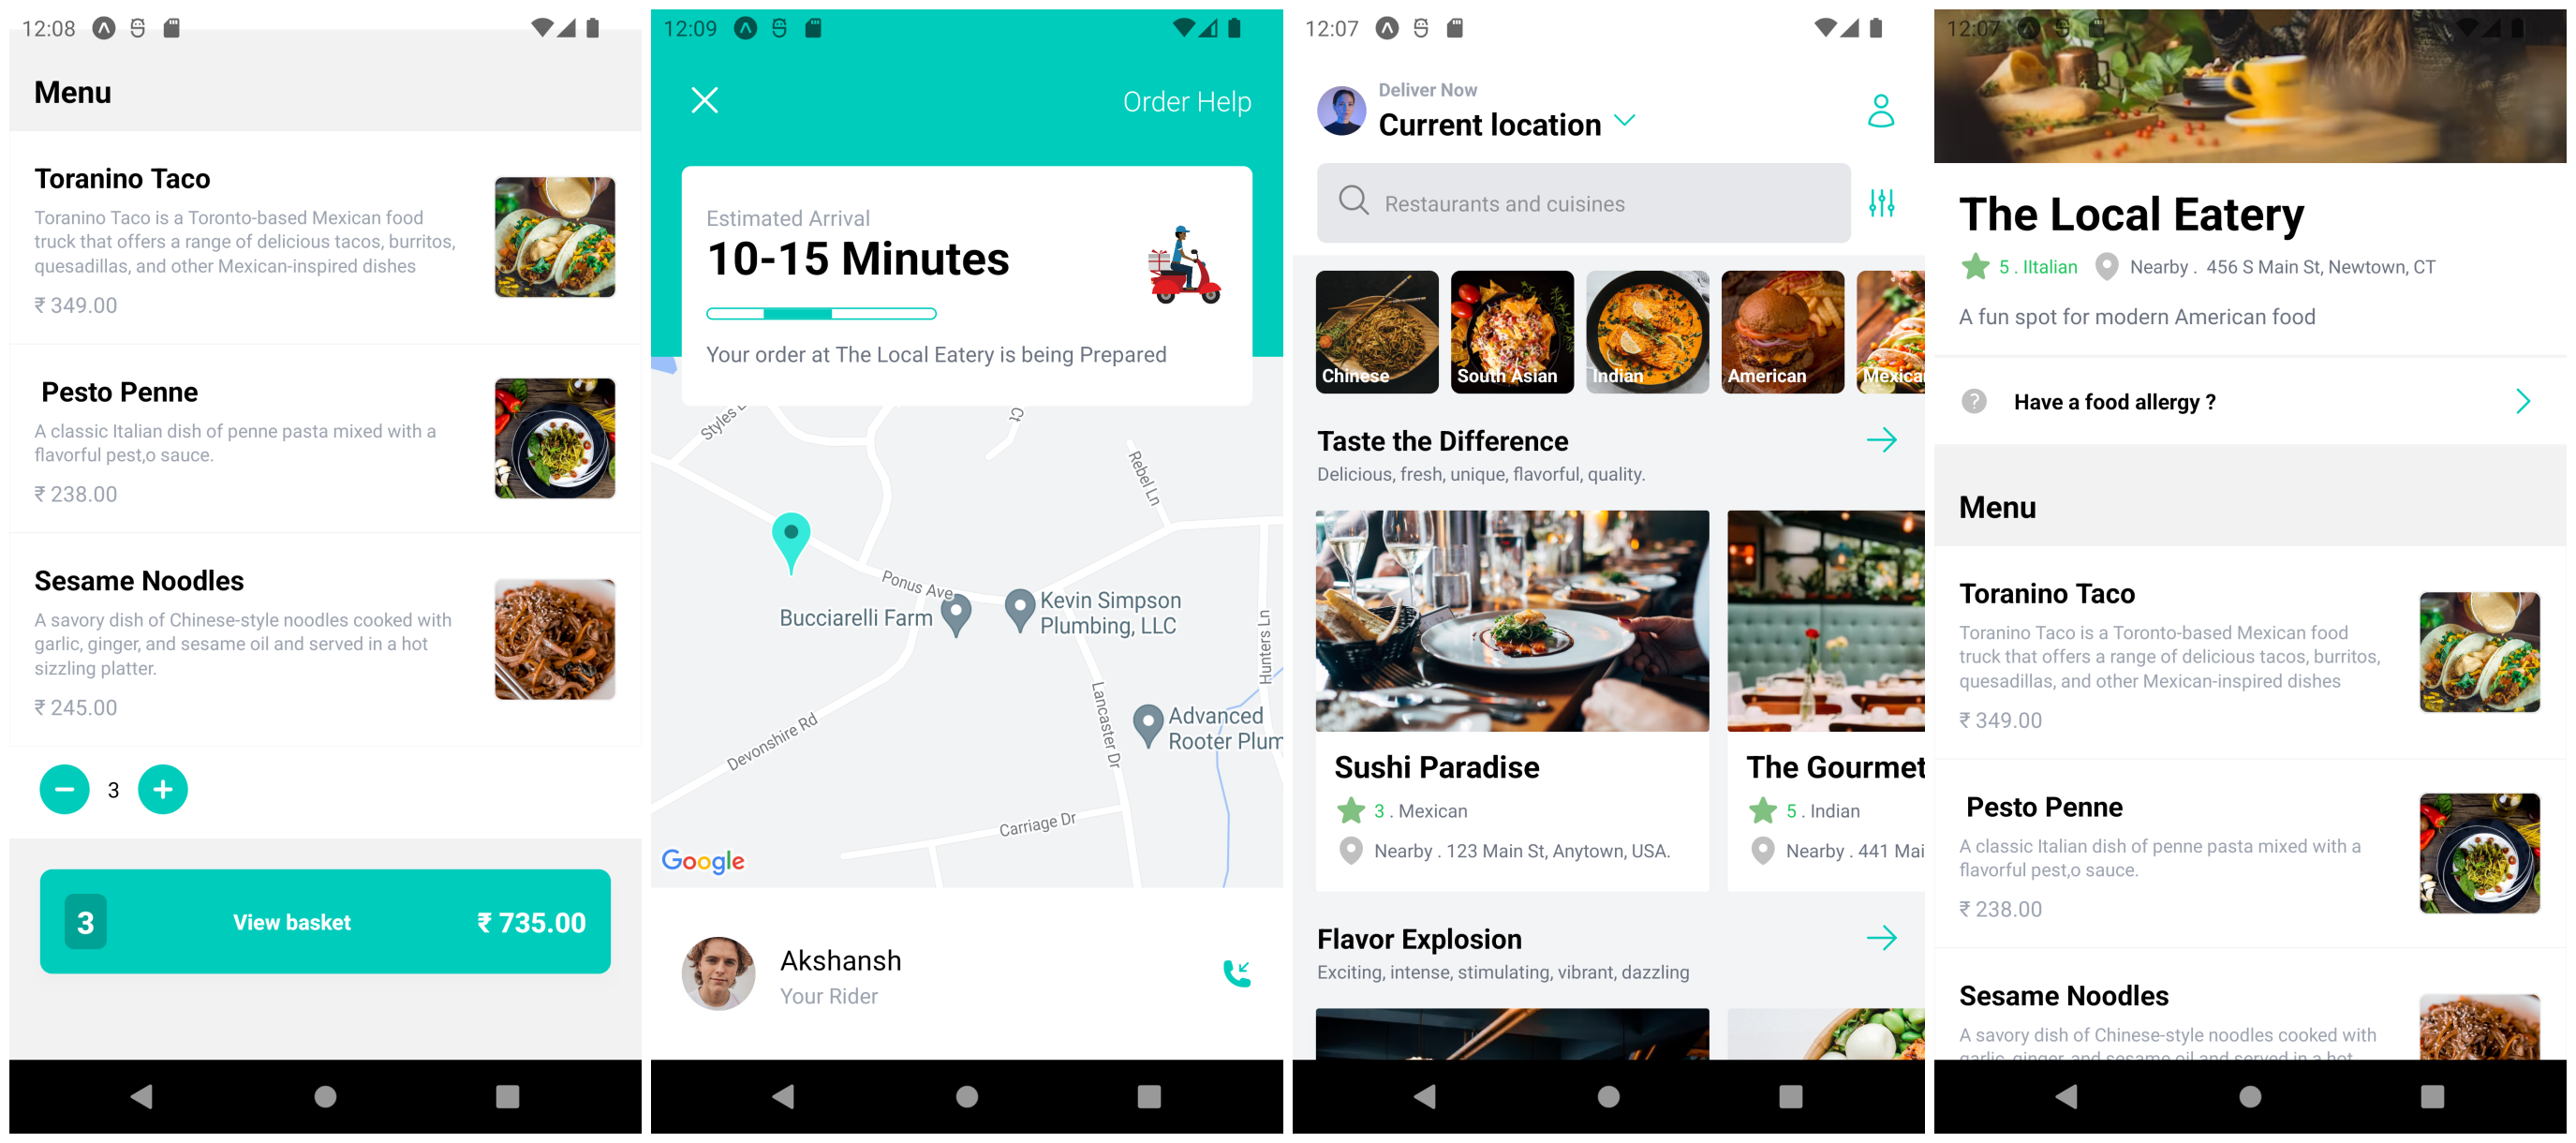 12:08
Menu
Toranino Taco
Toranino Taco is a Toronto-based Mexican food
truck that offers a range of delicious tacos, burritos,
quesadillas, and other Mexican-inspired dishes
₹ 349.00
Pesto Penne
A classic Italian dish of penne pasta mixed with a
flavorful pest,o sauce.
₹ 238.00
Sesame Noodles
A savory dish of Chinese-style noodles cooked with
garlic, ginger, and sesame oil and served in a hot
sizzling platter.
₹ 245.00
3
3 View basket ₹ 735.00
12:09
Order Help
Estimated Arrival
10-15 Minutes
Your order at The Local Eatery is being Prepared
Styles
Ct
Rebel Ln
Ponus Ave
Bucciarelli Farm
Kevin Simpson
Plumbing, LLC
Hunters Ln
Lancaster Dr
Advanced
Rooter Plum
Devonshire Rd
Carriage Dr
Google
Akshansh
Your Rider
12:07
Deliver Now
Current location
Restaurants and cuisines
Chinese
South Asian
Indian
American
Mexican
Taste the Difference
Delicious, fresh, unique, flavorful, quality.
Sushi Paradise
3 . Mexican
Nearby . 123 Main St, Anytown, USA.
The Gourmet
5 . Indian
Nearby . 441 Mai
Flavor Explosion
Exciting, intense, stimulating, vibrant, dazzling
12:07
The Local Eatery
5 . IItalian Nearby . 456 S Main St, Newtown, CT
A fun spot for modern American food
? Have a food allergy ?
Menu
Toranino Taco
Toranino Taco is a Toronto-based Mexican food
truck that offers a range of delicious tacos, burritos,
quesadillas, and other Mexican-inspired dishes
₹ 349.00
Pesto Penne
A classic Italian dish of penne pasta mixed with a
flavorful pest,o sauce.
₹ 238.00
Sesame Noodles
A savory dish of Chinese-style noodles cooked with
garlic, ginger, and sesame oil and served in a hot